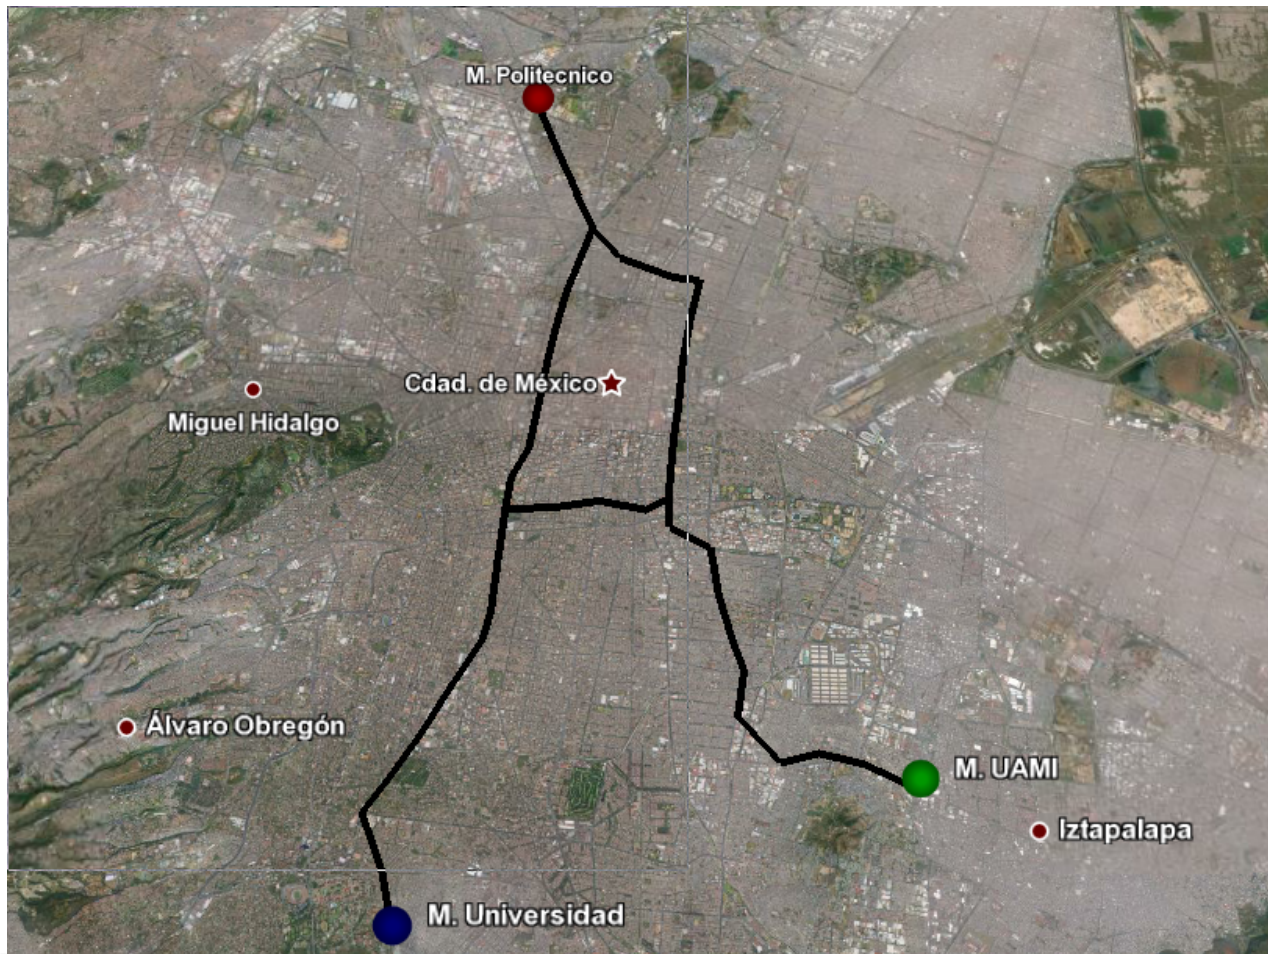 M. Politecnico
Cdad. de México
Miguel Hidalgo
Álvaro Obregón
M. UAMI
Iztapalapa
M. Universidad